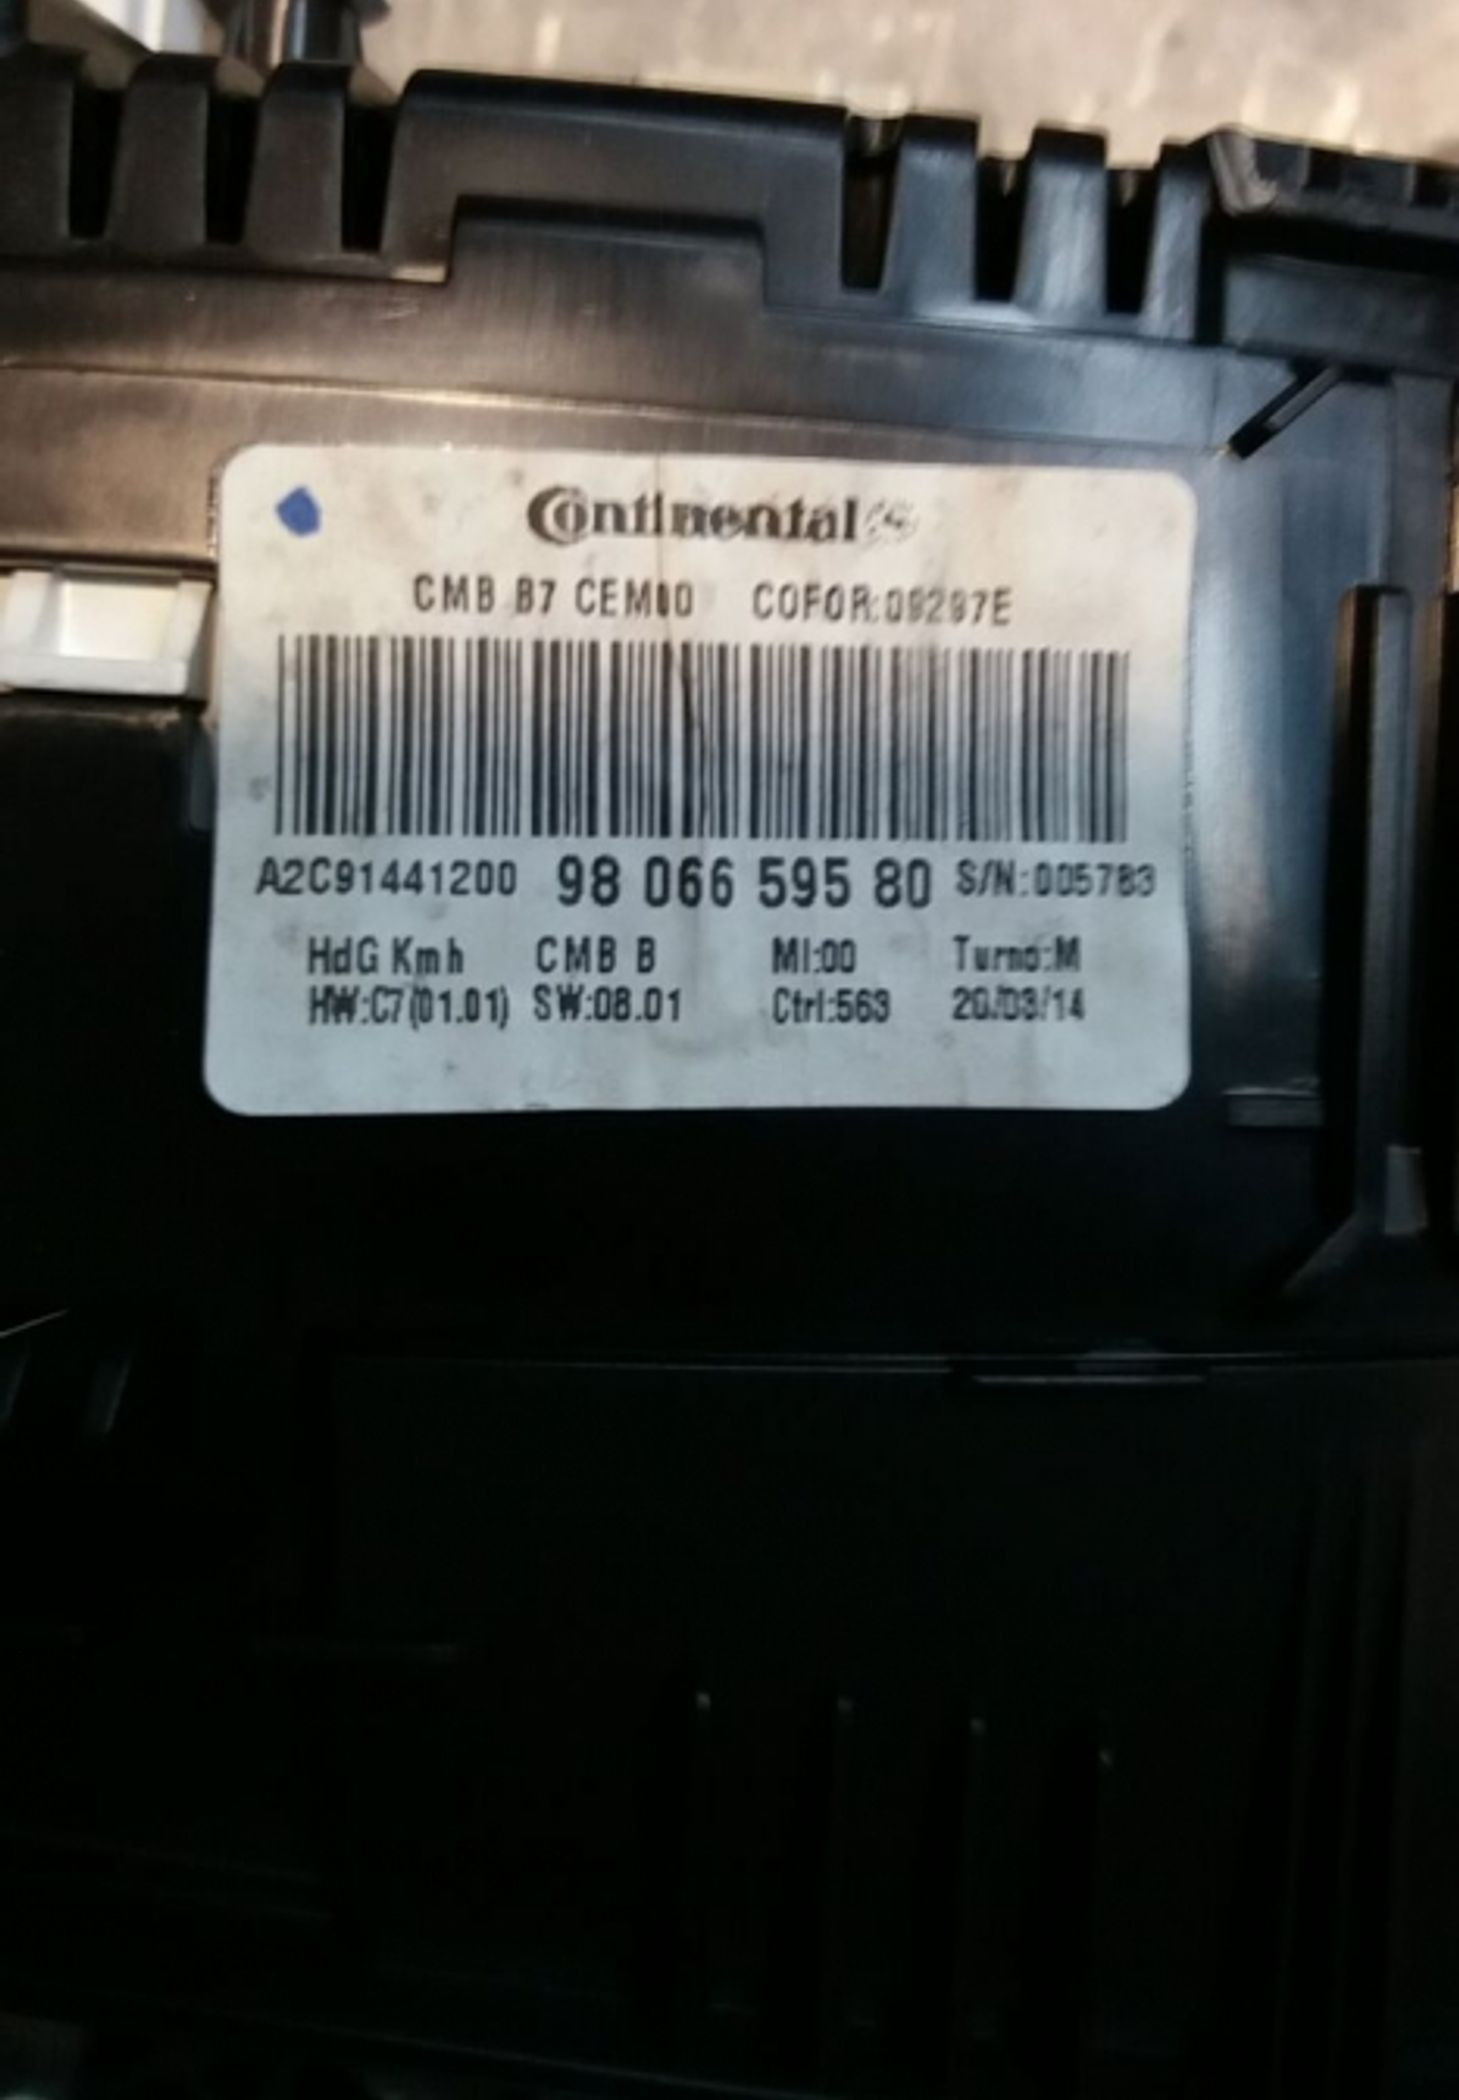 Continental
CMB B7 CEM00 COFOR:09297E
A2C91441200 98 066 595 80 S/N:005783
HdG Kmh CMB B MI:00 Turno:M
HW:C7(01.01) SW:08.01 Ctrl:563 20/03/14